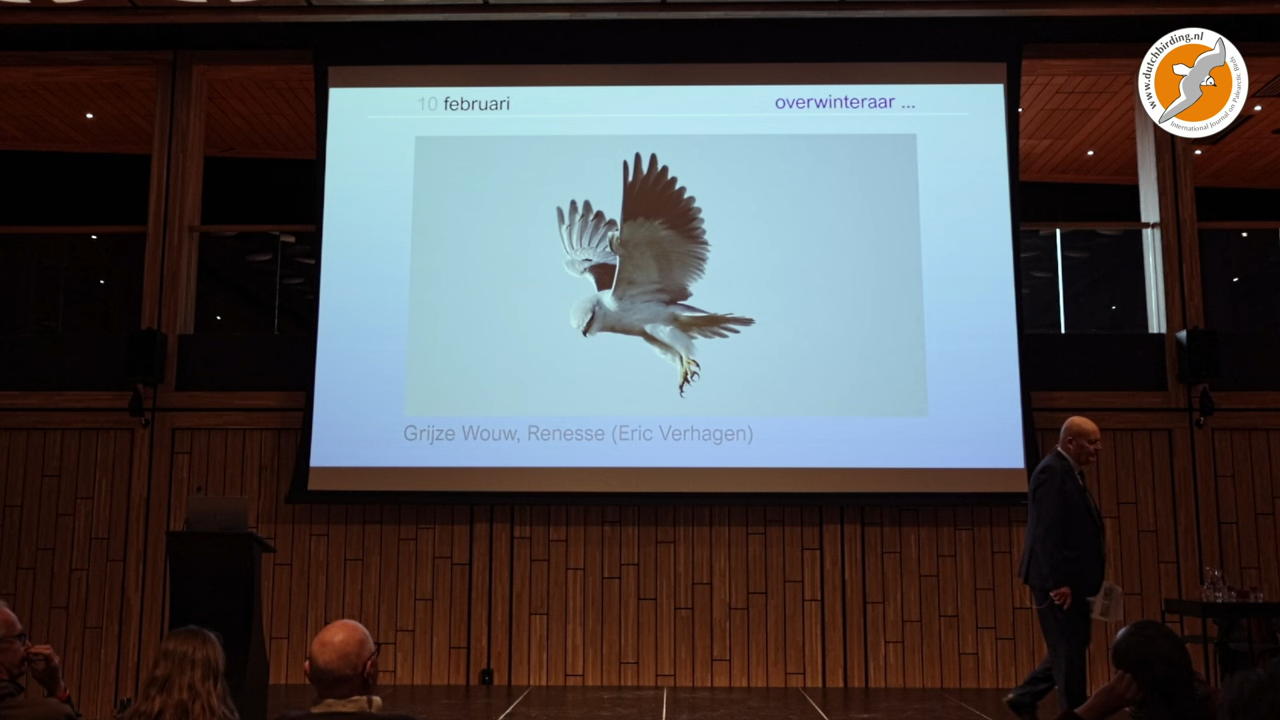 10 februari
overwinteraar ...
Grijze Wouw, Renesse (Eric Verhagen)
www.dutchbirding.nl
International Journal on Palearctic Birds